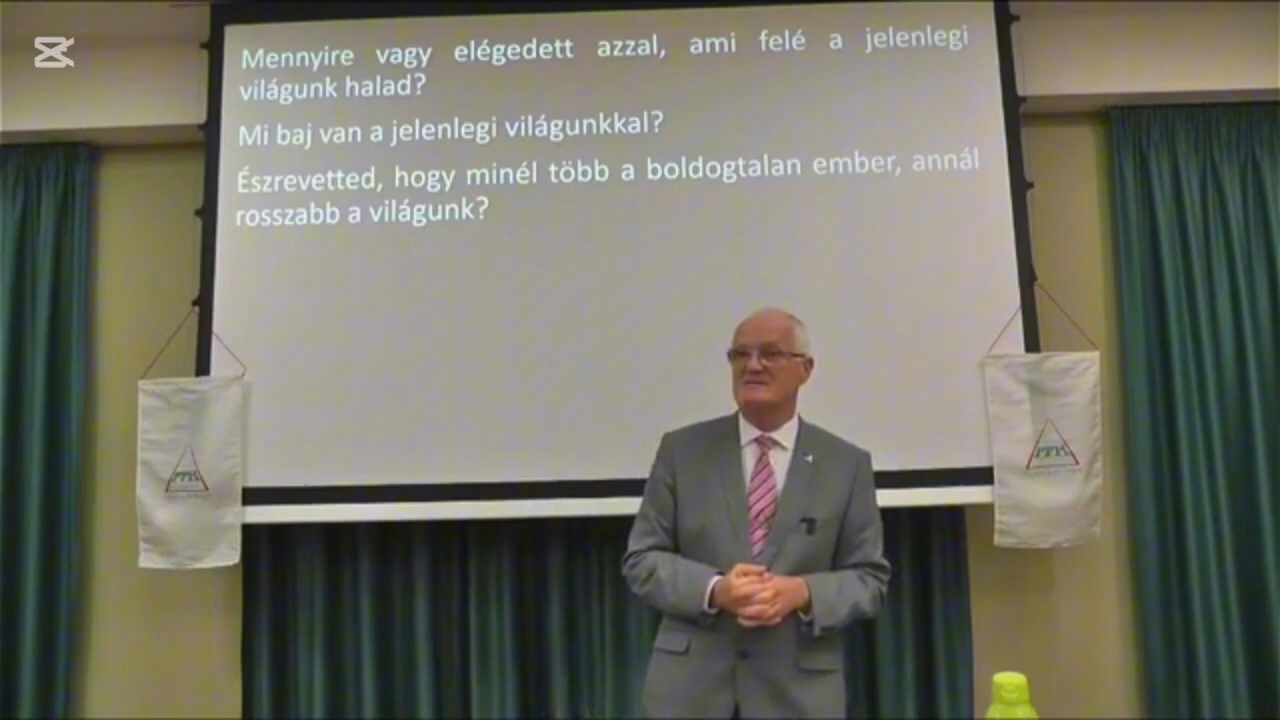 Mennyire vagy elégedett azzal, ami felé a jelenlegi
világunk halad?
Mi baj van a jelenlegi világunkkal?
Észrevetted, hogy minél több a boldogtalan ember, annál
rosszabb a világunk?